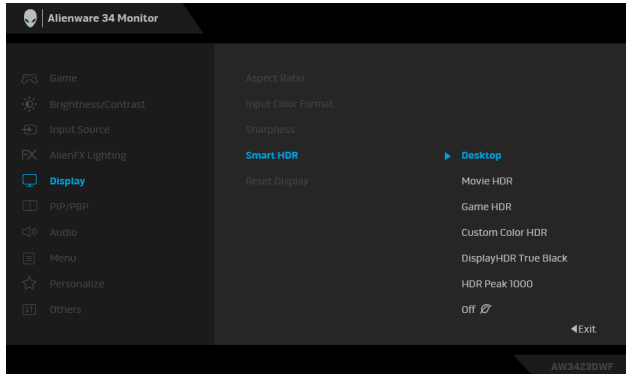 Alienware 34 Monitor
Game
Aspect Ratio
Brightness/Contrast
Input Color Format
Input Source
Sharpness
AlienFX Lighting
Smart HDR
Desktop
Display
Reset Display
Movie HDR
PIP/PBP
Game HDR
Audio
Custom Color HDR
Menu
DisplayHDR True Black
Personalize
HDR Peak 1000
Others
Off
Exit
AW3423DWF